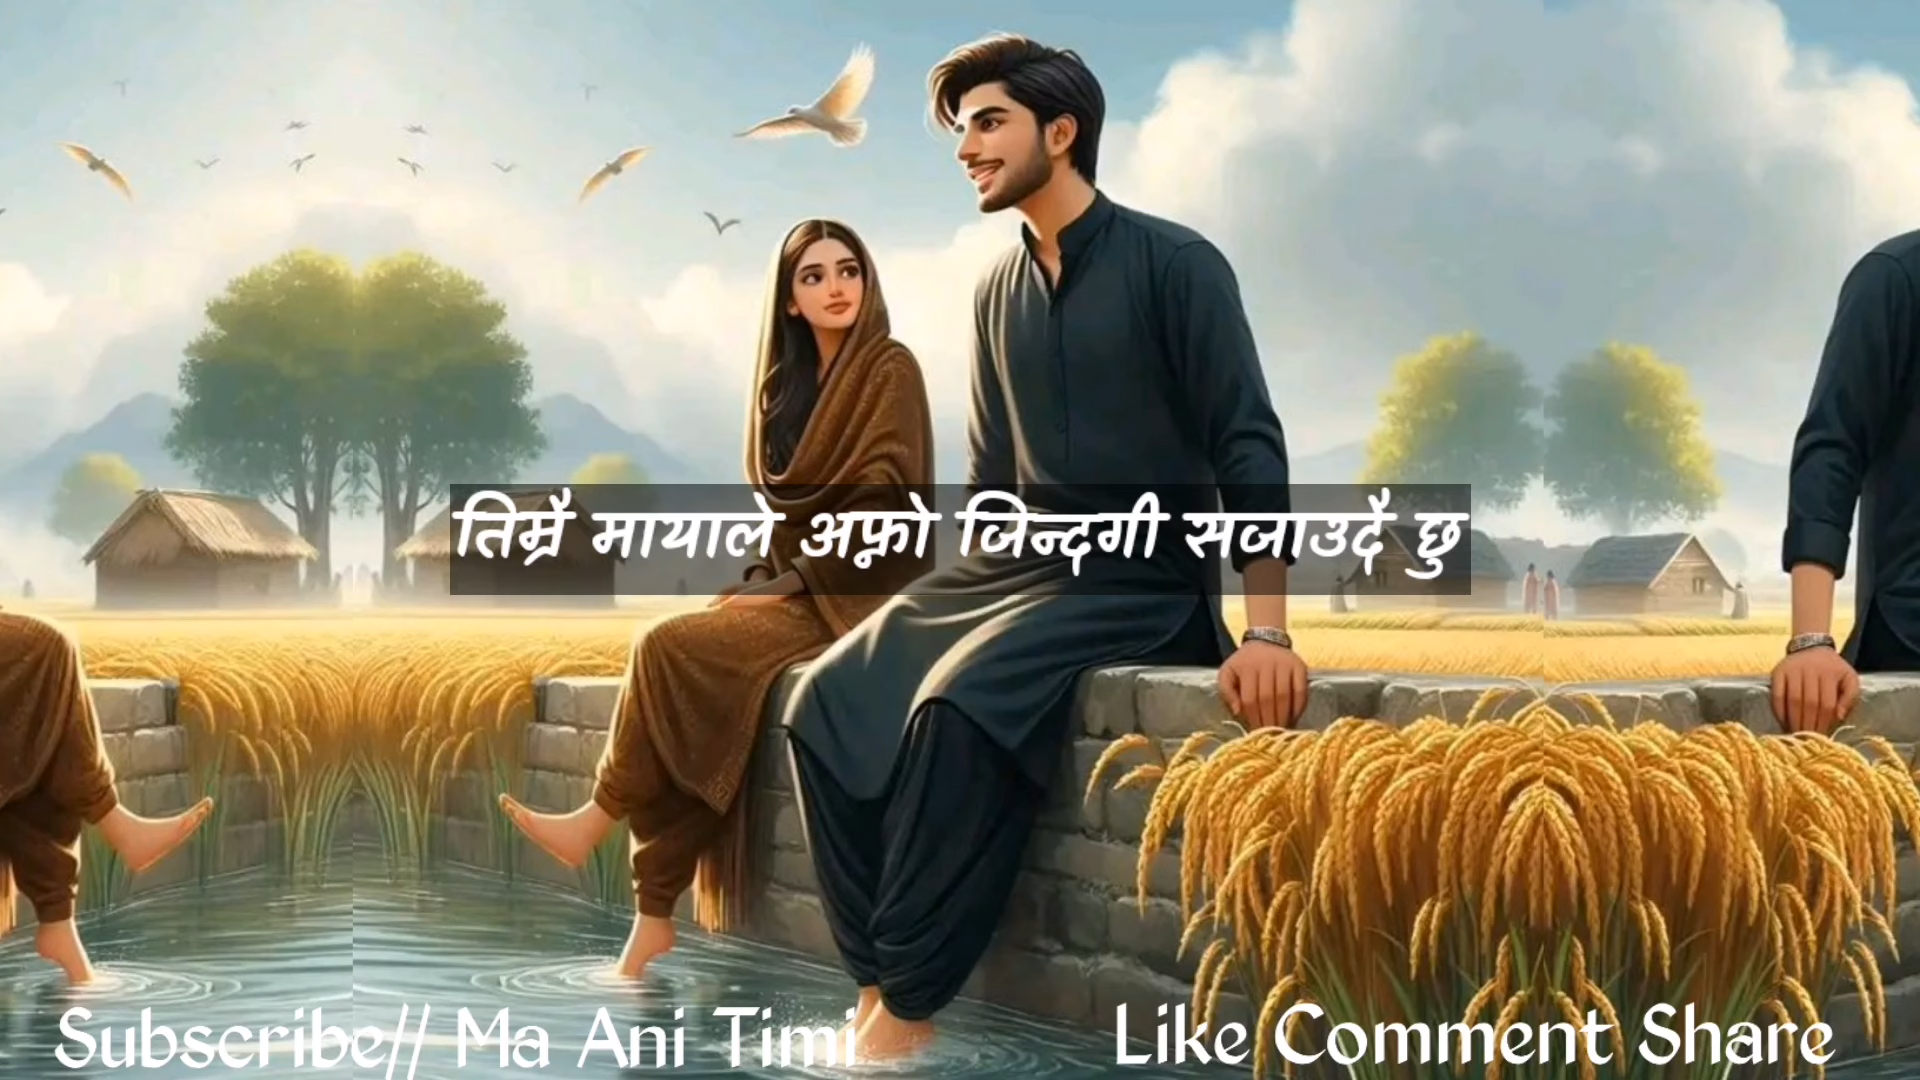 तिम्रै मायाले अफ्नो जिन्दगी सजाउदै छु
Subscribe// Ma Ani Timi
Like Comment Share